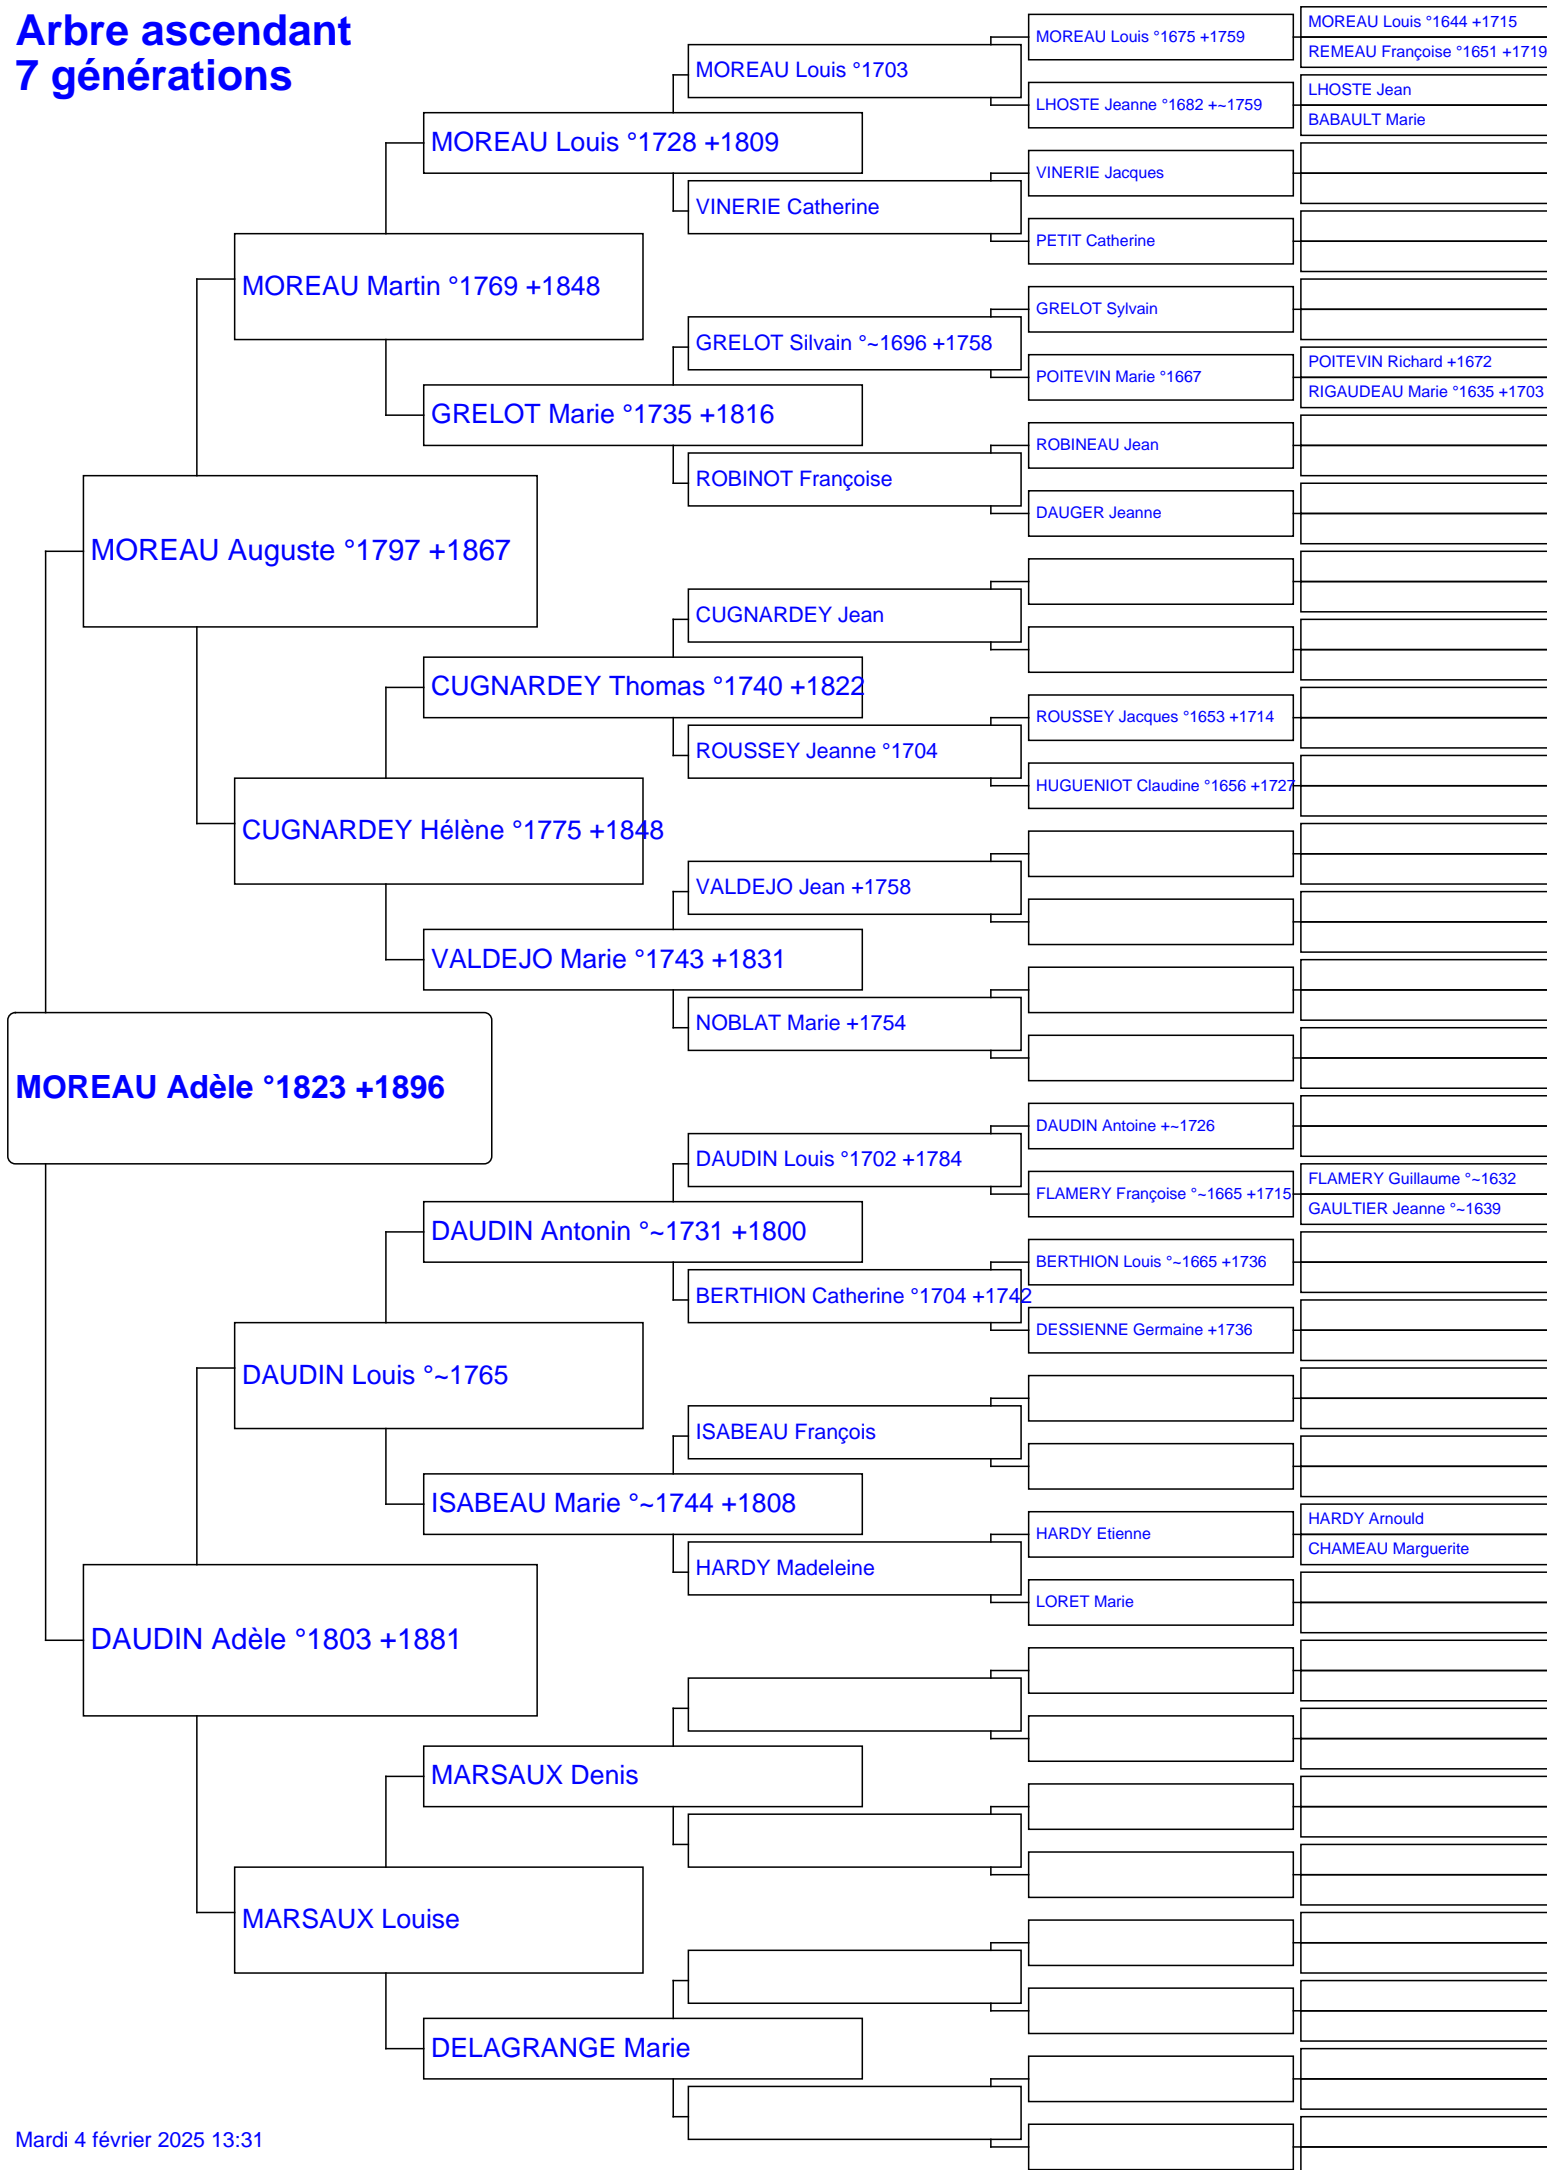 Arbre ascendant
7 générations
MOREAU Adèle °1823 +1896
MOREAU Auguste °1797 +1867
DAUDIN Adèle °1803 +1881
MOREAU Martin °1769 +1848
CUGNARDEY Hélène °1775 +1848
DAUDIN Louis °~1765
MARSAUX Louise
MOREAU Louis °1728 +1809
GRELOT Marie °1735 +1816
CUGNARDEY Thomas °1740 +1822
VALDEJO Marie °1743 +1831
DAUDIN Antonin °~1731 +1800
ISABEAU Marie °~1744 +1808
MARSAUX Denis
DELAGRANGE Marie
MOREAU Louis °1703
VINERIE Catherine
GRELOT Silvain °~1696 +1758
ROBINOT Françoise
CUGNARDEY Jean
ROUSSEY Jeanne °1704
VALDEJO Jean +1758
NOBLAT Marie +1754
DAUDIN Louis °1702 +1784
BERTHION Catherine °1704 +1742
ISABEAU François
HARDY Madeleine
MOREAU Louis °1675 +1759
LHOSTE Jeanne °1682 +~1759
VINERIE Jacques
PETIT Catherine
GRELOT Sylvain
POITEVIN Marie °1667
ROBINEAU Jean
DAUGER Jeanne
ROUSSEY Jacques °1653 +1714
HUGUENIOT Claudine °1656 +1727
DAUDIN Antoine +~1726
FLAMERY Françoise °~1665 +1715
BERTHION Louis °~1665 +1736
DESSIENNE Germaine +1736
HARDY Etienne
LORET Marie
MOREAU Louis °1644 +1715
REMEAU Françoise °1651 +1719
LHOSTE Jean
BABAULT Marie
POITEVIN Richard +1672
RIGAUDEAU Marie °1635 +1703
FLAMERY Guillaume °~1632
GAULTIER Jeanne °~1639
HARDY Arnould
CHAMEAU Marguerite
Mardi 4 février 2025 13:31